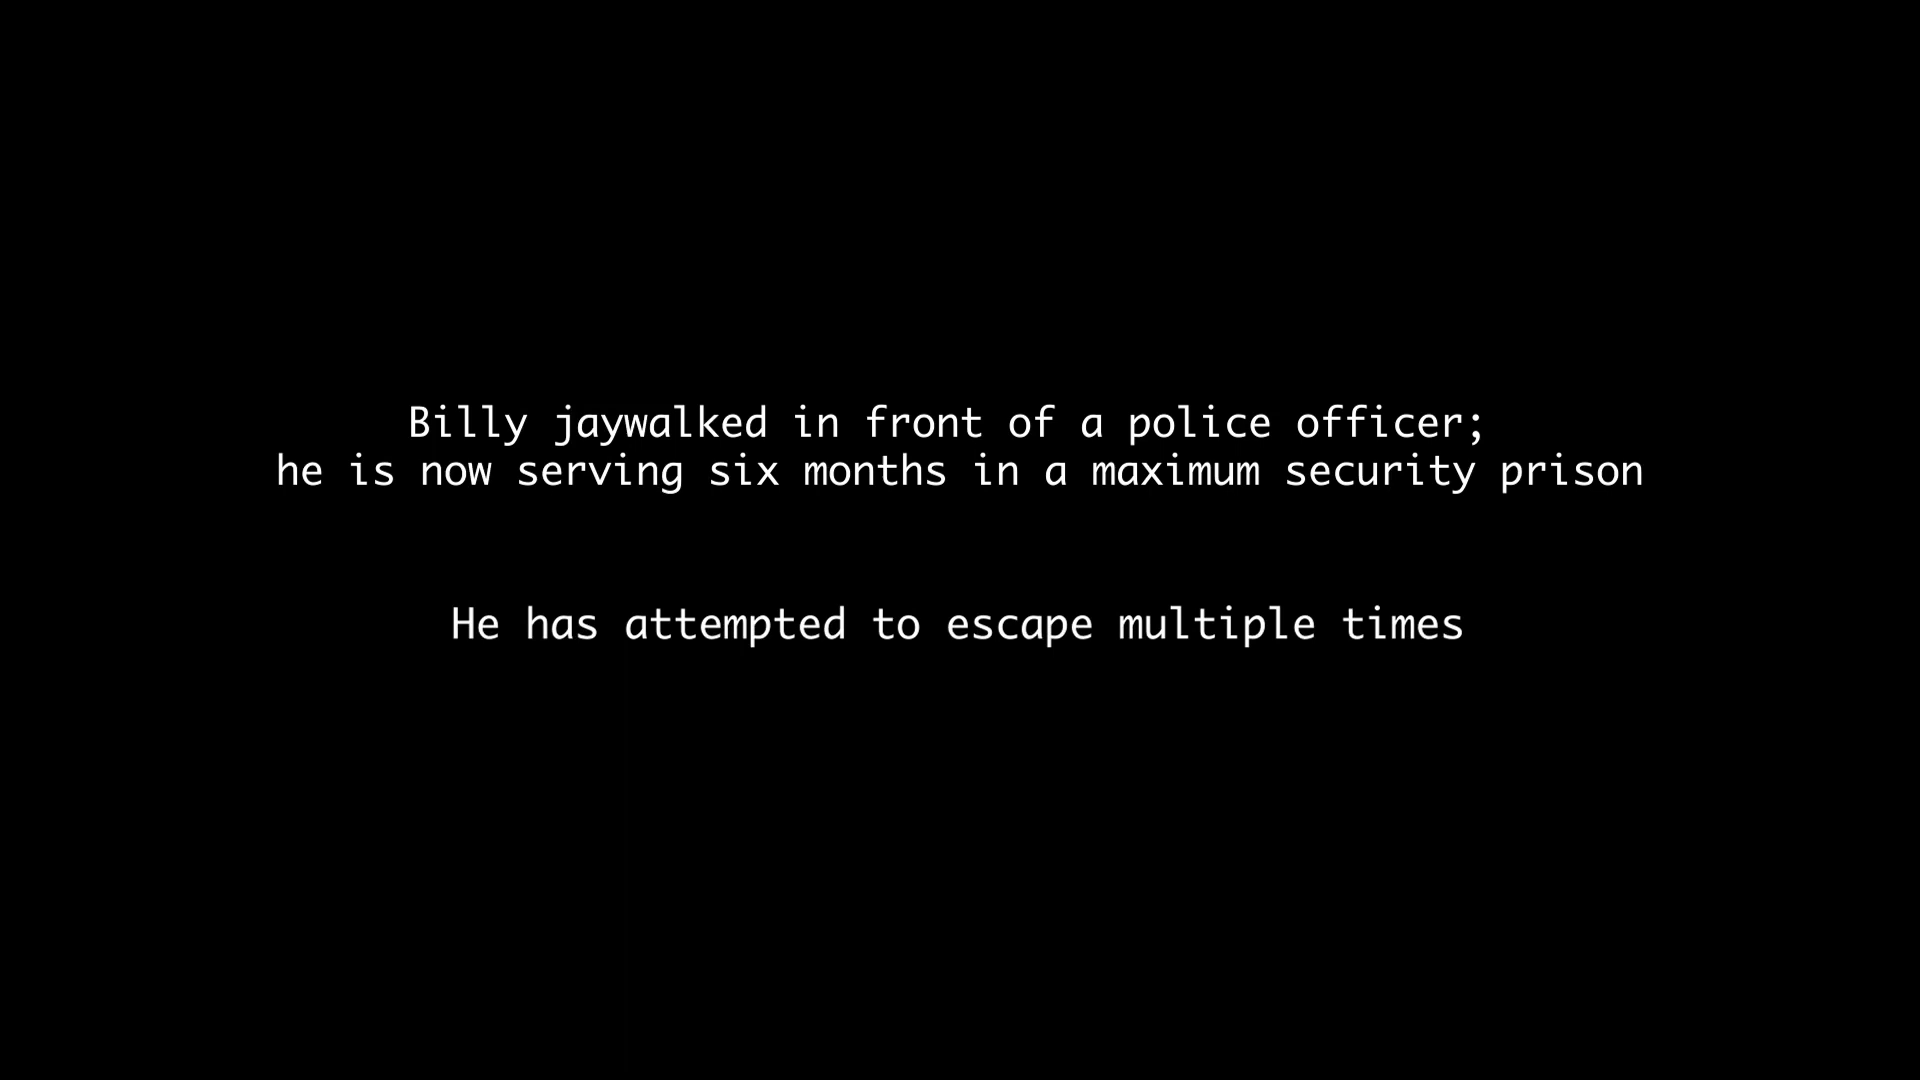 Billy jaywalked in front of a police officer;
he is now serving six months in a maximum security prison
He has attempted to escape multiple times